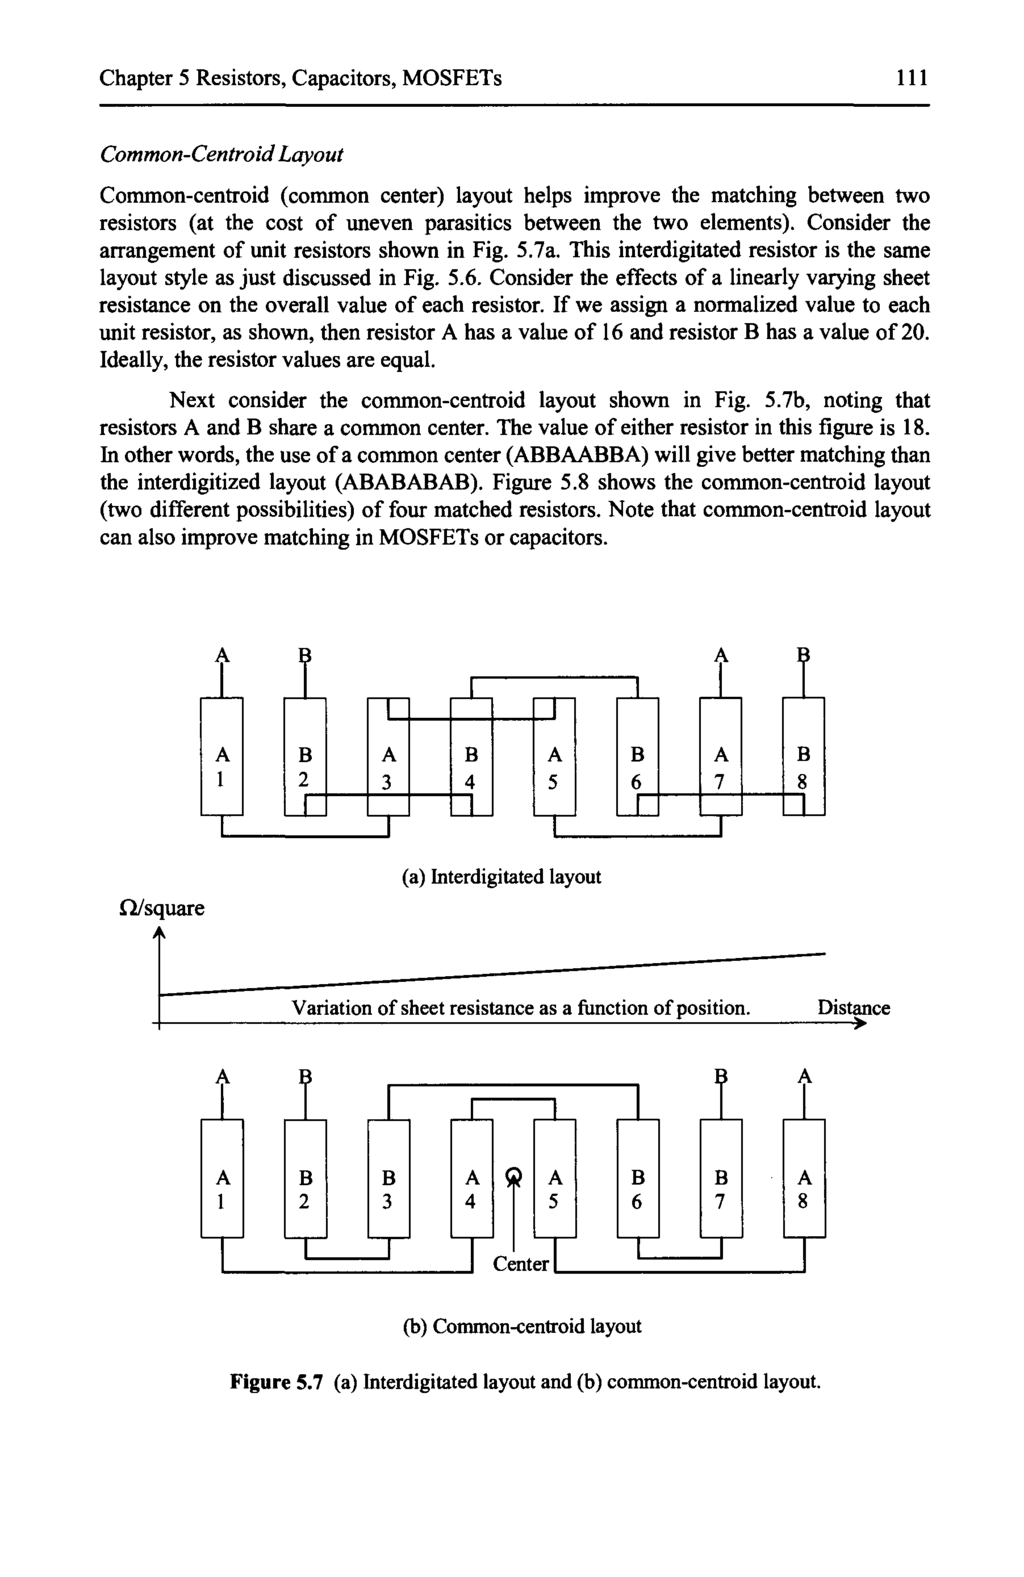 Chapter 5 Resistors, Capacitors, MOSFETs 111
Common-Centroid Layout
Common-centroid (common center) layout helps improve the matching between two
resistors (at the cost of uneven parasitics between the two elements). Consider the
arrangement of unit resistors shown in Fig. 5.7a. This interdigitated resistor is the same
layout style as just discussed in Fig. 5.6. Consider the effects of a linearly varying sheet
resistance on the overall value of each resistor. If we assign a normalized value to each
unit resistor, as shown, then resistor A has a value of 16 and resistor B has a value of 20.
Ideally, the resistor values are equal.
Next consider the common-centroid layout shown in Fig. 5.7b, noting that
resistors A and B share a common center. The value of either resistor in this figure is 18.
In other words, the use of a common center (ABBAABBA) will give better matching than
the interdigitized layout (ABABABAB). Figure 5.8 shows the common-centroid layout
(two different possibilities) of four matched resistors. Note that common-centroid layout
can also improve matching in MOSFETs or capacitors.
A B A B
A B A B A B A B
1 2 3 4 5 6 7 8
(a) Interdigitated layout
Ω/square
Variation of sheet resistance as a function of position. Distance
A B B A
A B B A A B B A
1 2 3 4 5 6 7 8
Center
(b) Common-centroid layout
Figure 5.7 (a) Interdigitated layout and (b) common-centroid layout.